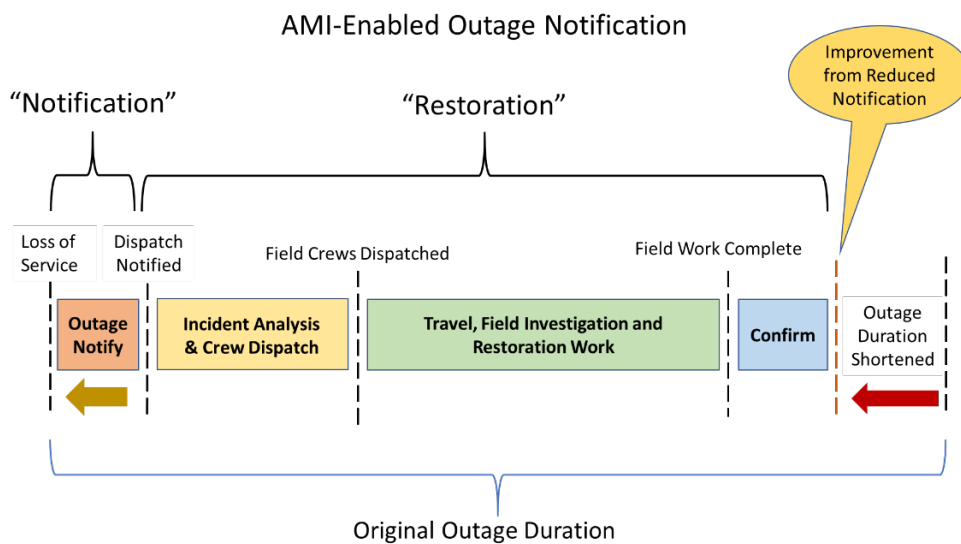 AMI-Enabled Outage Notification
Improvement
from Reduced
Notification
“Notification”
“Restoration”
Loss of
Service
Dispatch
Notified
Field Crews Dispatched
Field Work Complete
Outage
Notify
Incident Analysis
& Crew Dispatch
Travel, Field Investigation and
Restoration Work
Confirm
Outage
Duration
Shortened
Original Outage Duration